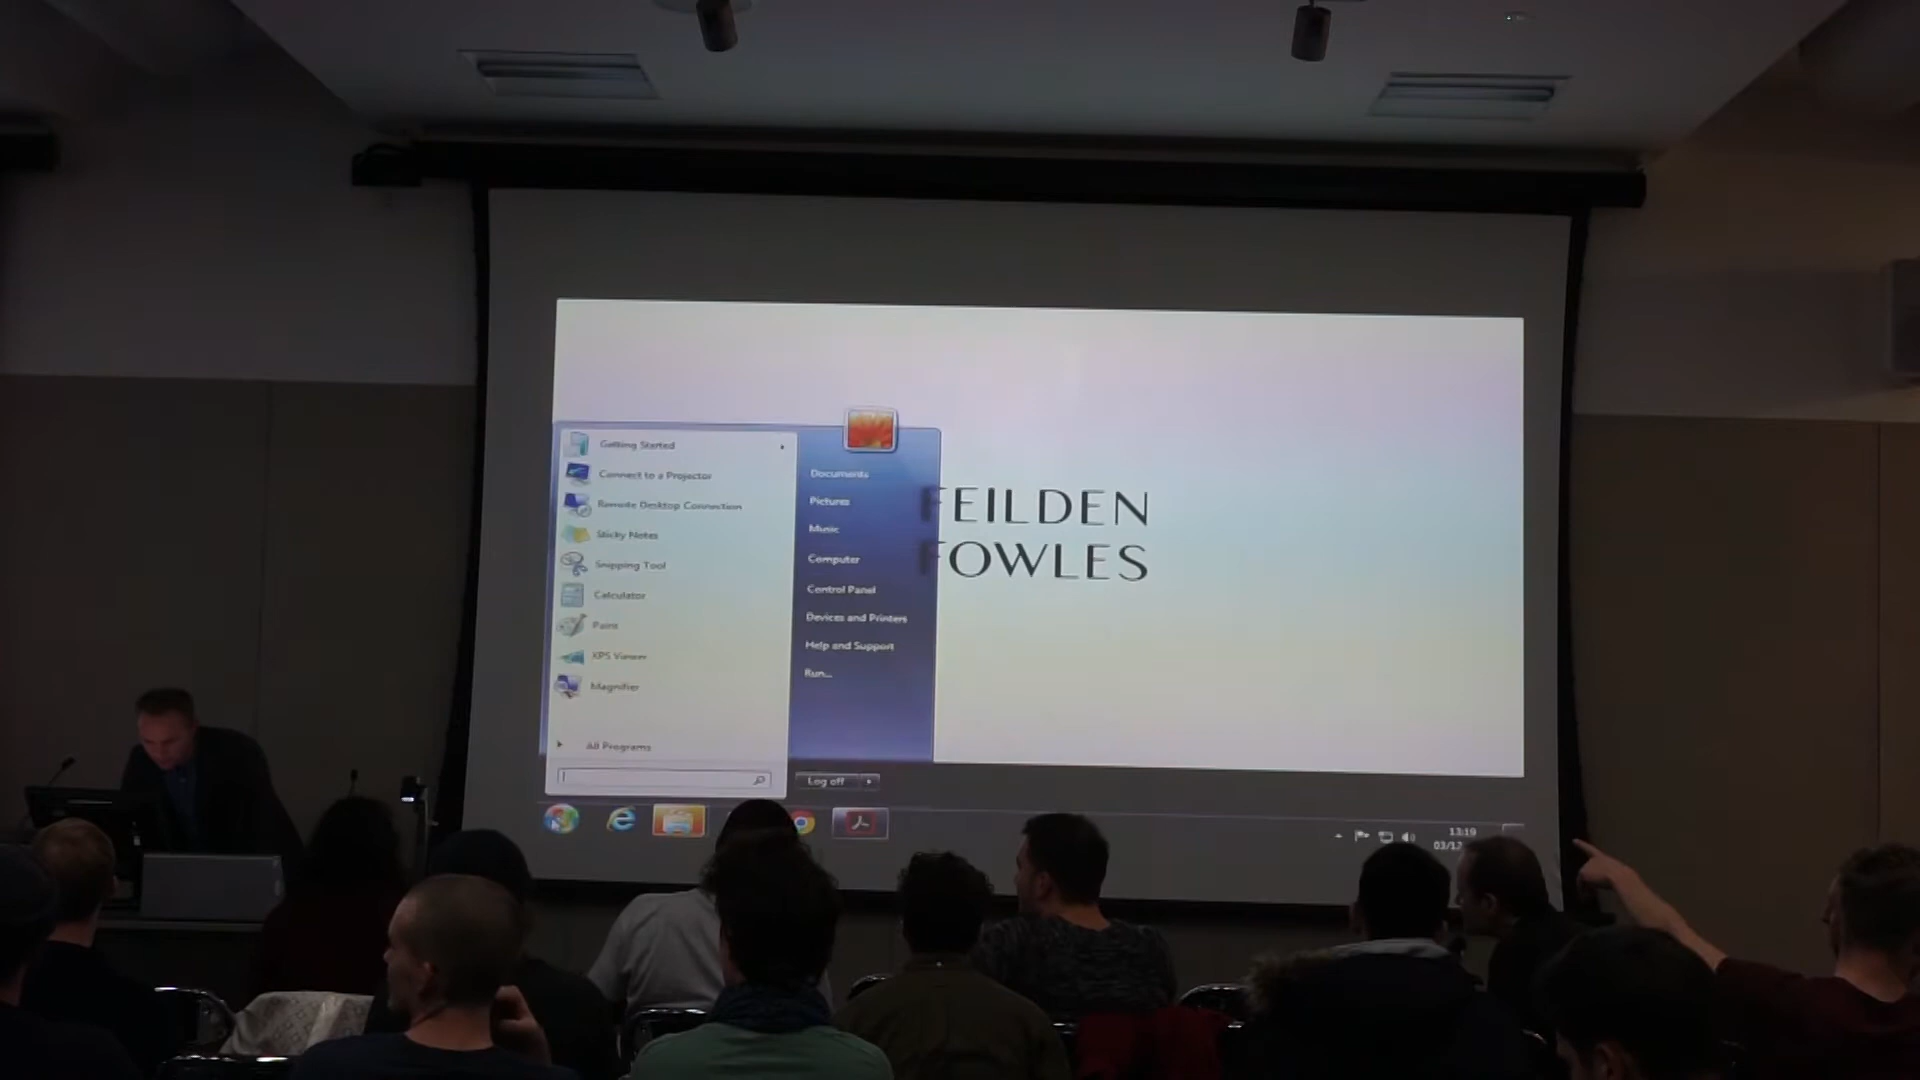 Getting Started
Connect to a Projector
Remote Desktop Connection
Sticky Notes
Snipping Tool
Calculator
Paint
XPS Viewer
Magnifier
All Programs
Documents
Pictures
Music
Computer
Control Panel
Devices and Printers
Help and Support
Run...
Log off
FEILDEN
FOWLES
13:19
03/12